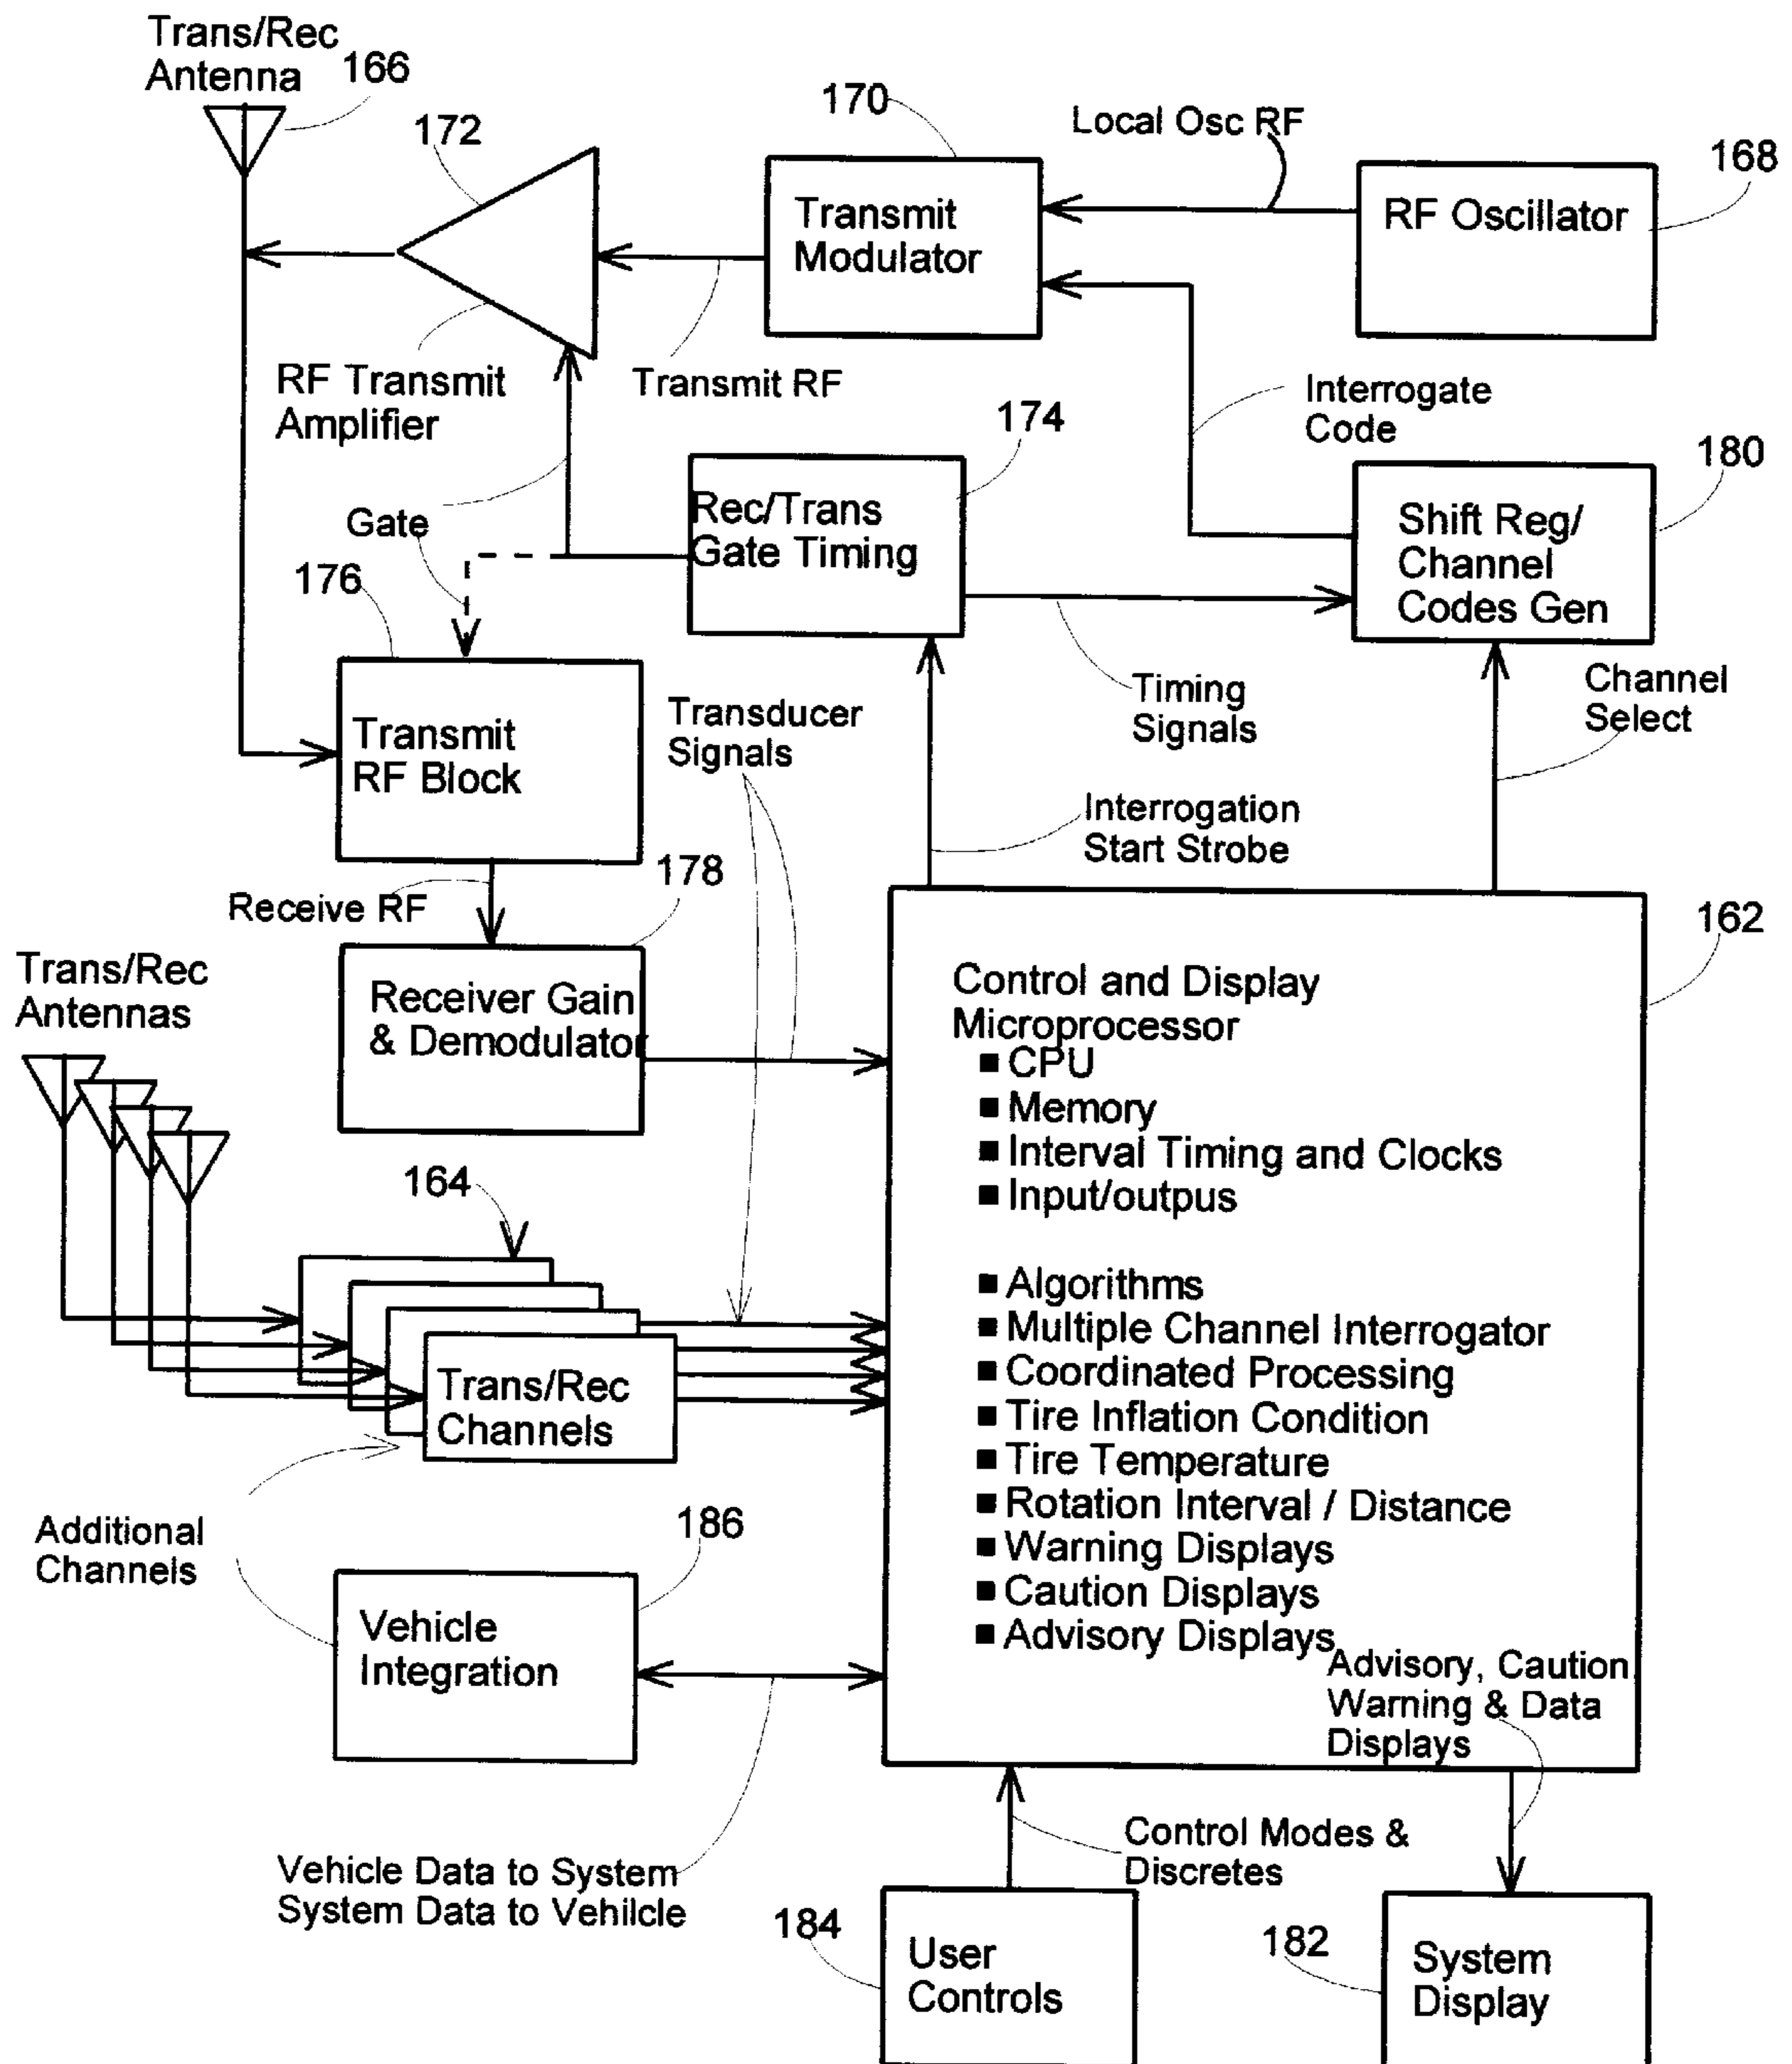 Trans/Rec
Antenna
166
172
170
Local Osc RF
168
Transmit
Modulator
RF Oscillator
RF Transmit
Amplifier
Transmit RF
Interrogate
Code
174
180
Gate
Rec/Trans
Gate Timing
Shift Reg/
Channel
Codes Gen
176
Transmit
RF Block
Transducer
Signals
Timing
Signals
Channel
Select
Interrogation
Start Strobe
Receive RF
178
162
Trans/Rec
Antennas
Receiver Gain
& Demodulator
Control and Display
Microprocessor
■ CPU
■ Memory
■ Interval Timing and Clocks
■ Input/outpus
■ Algorithms
■ Multiple Channel Interrogator
■ Coordinated Processing
■ Tire Inflation Condition
■ Tire Temperature
■ Rotation Interval / Distance
■ Warning Displays
■ Caution Displays
■ Advisory Displays
164
Trans/Rec
Channels
Additional
Channels
186
Vehicle
Integration
Advisory, Caution
Warning & Data
Displays
Vehicle Data to System
System Data to Vehilcle
Control Modes &
Discretes
184
User
Controls
182
System
Display